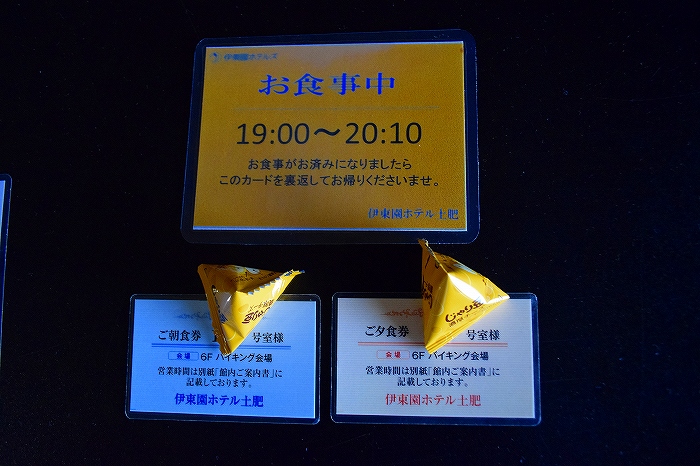 伊東園ホテルズ
お食事中
19:00～20:10
お食事がお済みになりましたら
このカードを裏返してお帰りくださいませ。
伊東園ホテル土肥
ご朝食券 号室様
会場 6F バイキング会場
営業時間は別紙「館内ご案内書」に
記載しております。
伊東園ホテル土肥
ご夕食券 号室様
会場 6F バイキング会場
営業時間は別紙「館内ご案内書」に
記載しております。
伊東園ホテル土肥